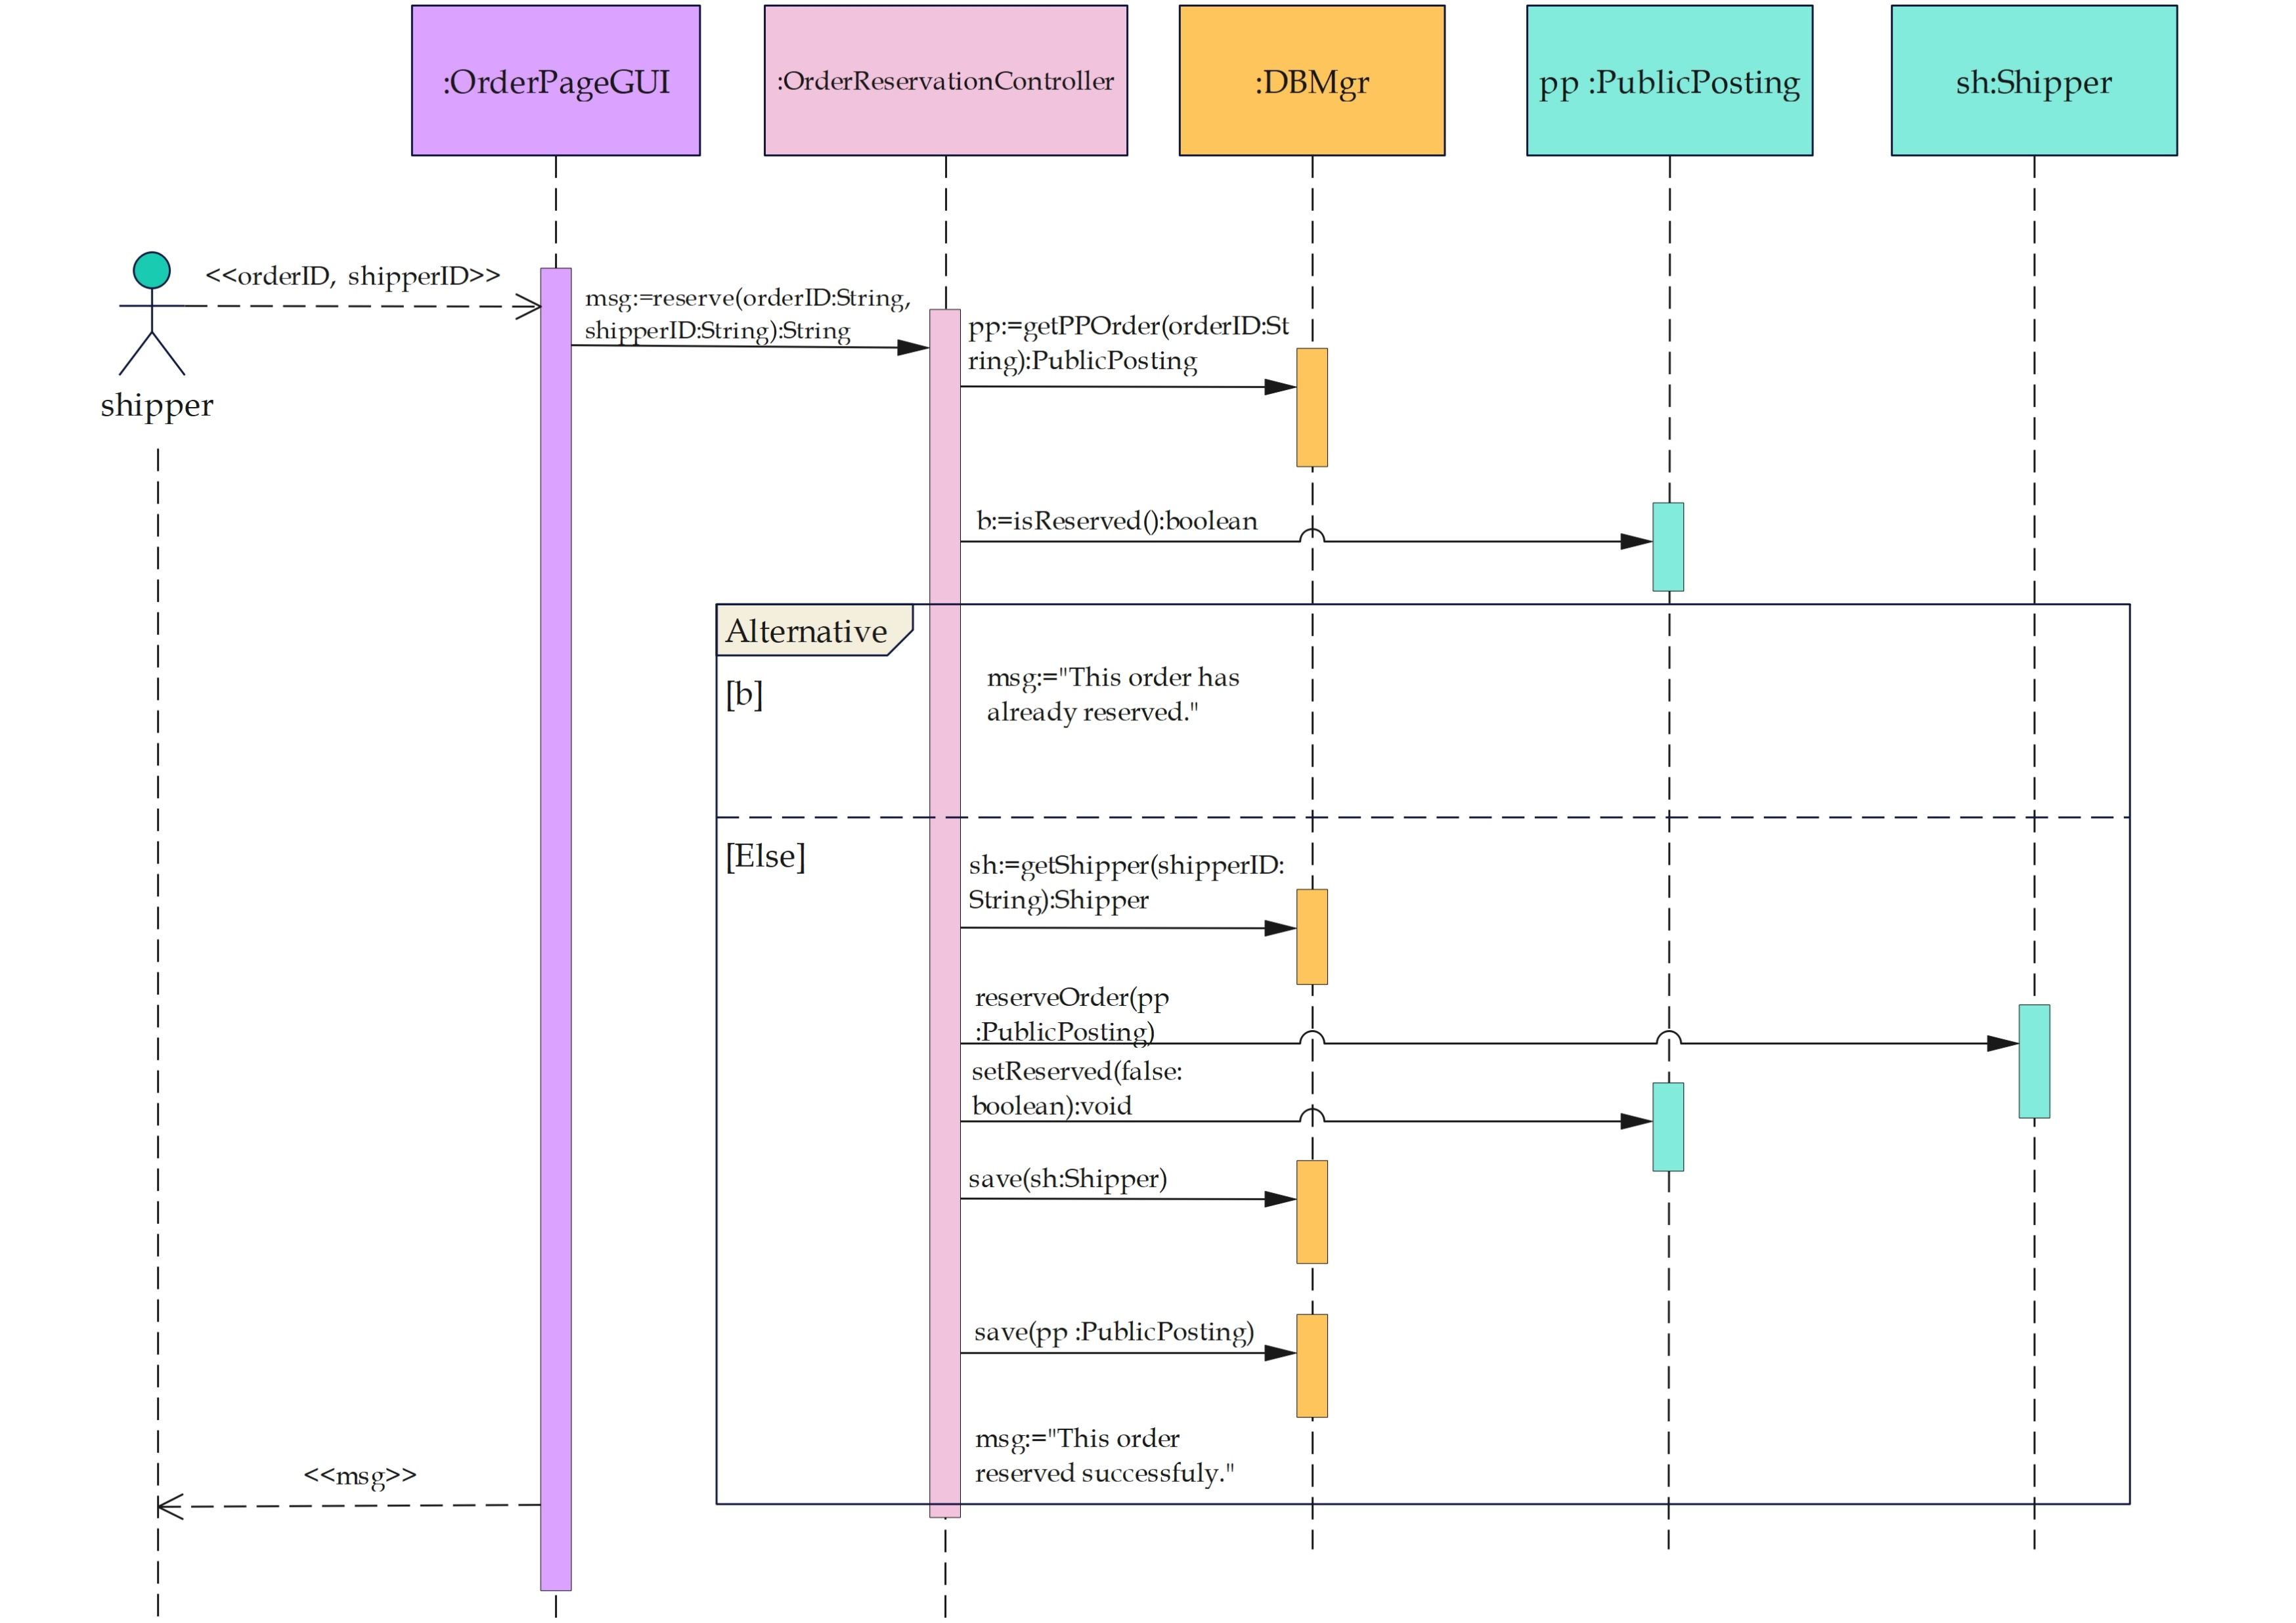 :OrderPageGUI
:OrderReservationController
:DBMgr
pp :PublicPosting
sh:Shipper
<<orderID, shipperID>>
shipper
msg:=reserve(orderID:String,
shipperID:String):String
pp:=getPPOrder(orderID:St
ring):PublicPosting
b:=isReserved():boolean
Alternative
[b]
msg:="This order has
already reserved."
[Else]
sh:=getShipper(shipperID:
String):Shipper
reserveOrder(pp
:PublicPosting)
setReserved(false:
boolean):void
save(sh:Shipper)
save(pp :PublicPosting)
msg:="This order
reserved successfuly."
<<msg>>